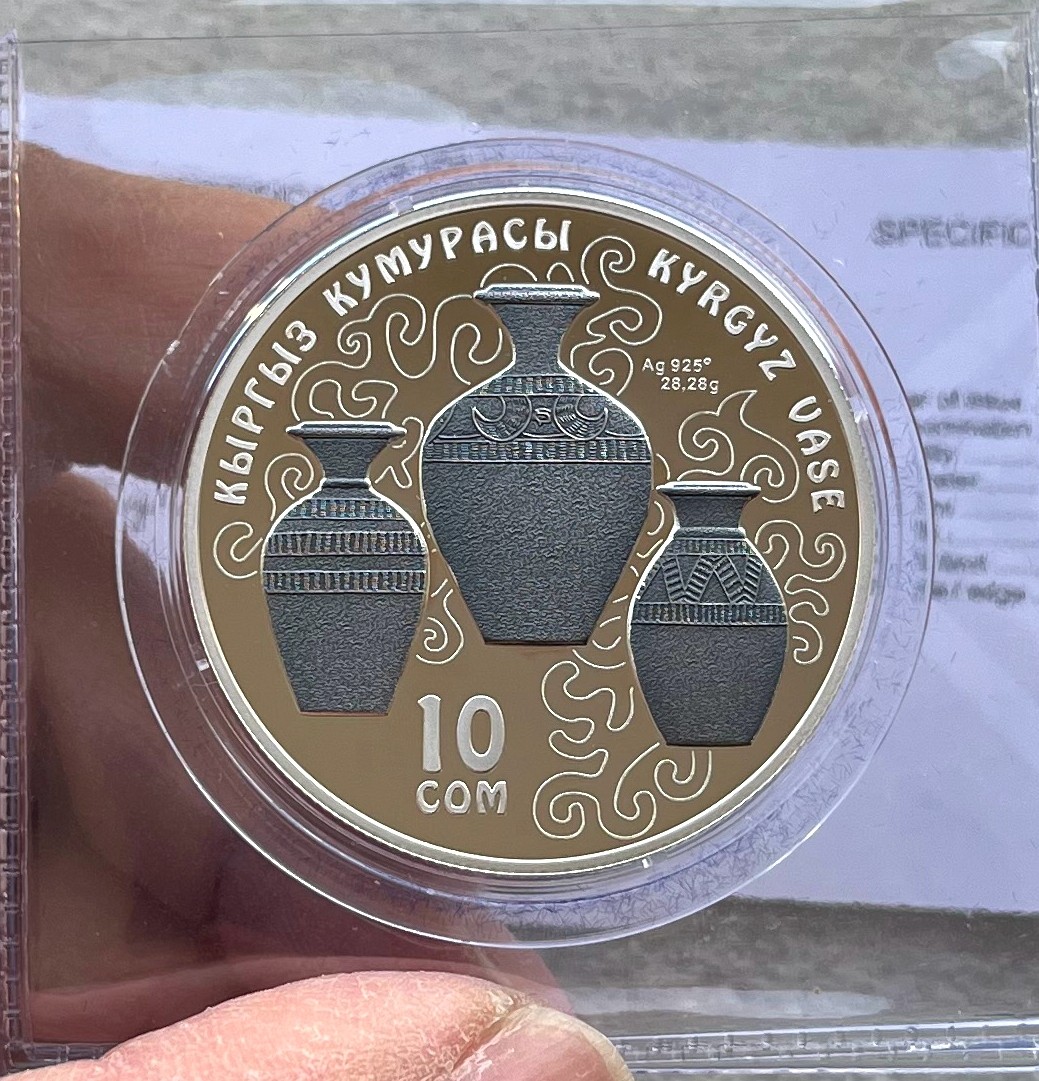 КЫРГЫЗ КУМУРАСЫ
KYRGYZ VASE
Ag 925°
28,28g
10
СОМ
SPECIFIC